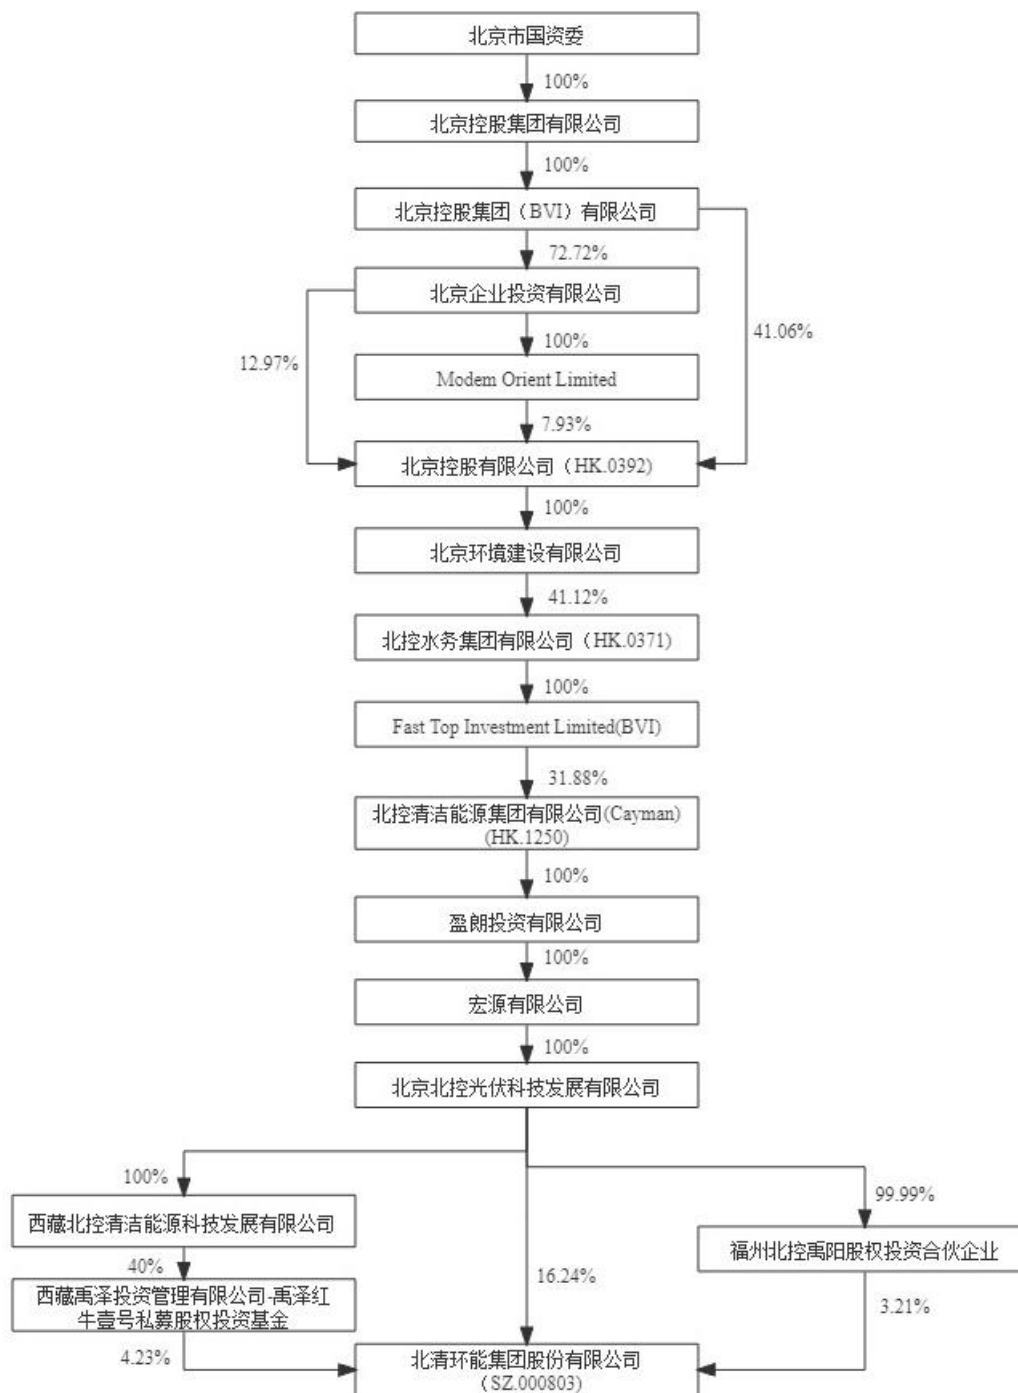 北京市国资委
100%
北京控股集团有限公司
100%
北京控股集团（BVI）有限公司
72.72%
北京企业投资有限公司
41.06%
12.97%
100%
Modem Orient Limited
7.93%
北京控股有限公司（HK.0392)
100%
北京环境建设有限公司
41.12%
北控水务集团有限公司（HK.0371)
100%
Fast Top Investment Limited(BVI)
31.88%
北控清洁能源集团有限公司(Cayman)
(HK.1250)
100%
盈朗投资有限公司
100%
宏源有限公司
100%
北京北控光伏科技发展有限公司
100%
99.99%
西藏北控清洁能源科技发展有限公司
福州北控禹阳股权投资合伙企业
40%
16.24%
西藏禹泽投资管理有限公司-禹泽红
牛壹号私募股权投资基金
3.21%
4.23%
北清环能集团股份有限公司
（SZ.000803)